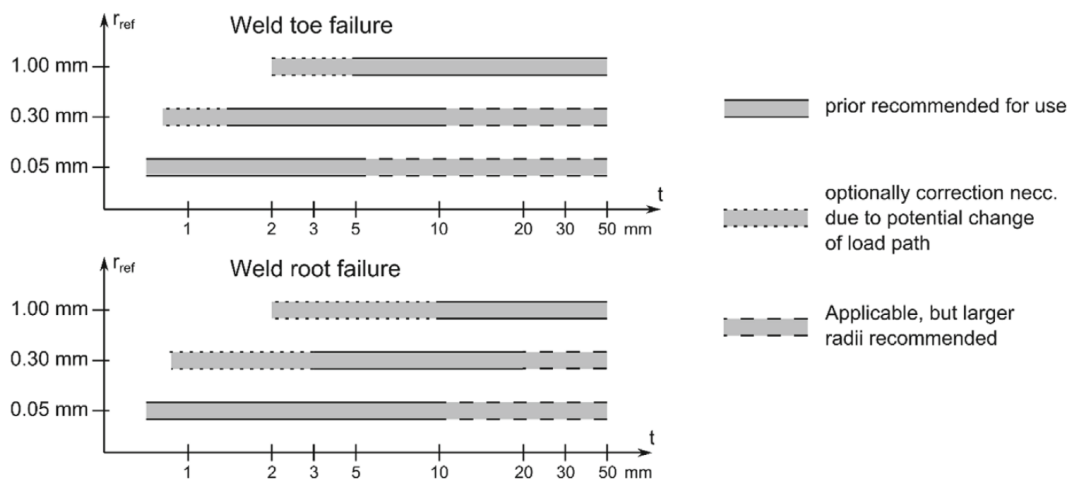 r_ref
Weld toe failure
1.00 mm
0.30 mm
0.05 mm
t
1 2 3 5 10 20 30 50 mm
r_ref
Weld root failure
1.00 mm
0.30 mm
0.05 mm
t
1 2 3 5 10 20 30 50 mm
prior recommended for use
optionally correction necc.
due to potential change
of load path
Applicable, but larger
radii recommended